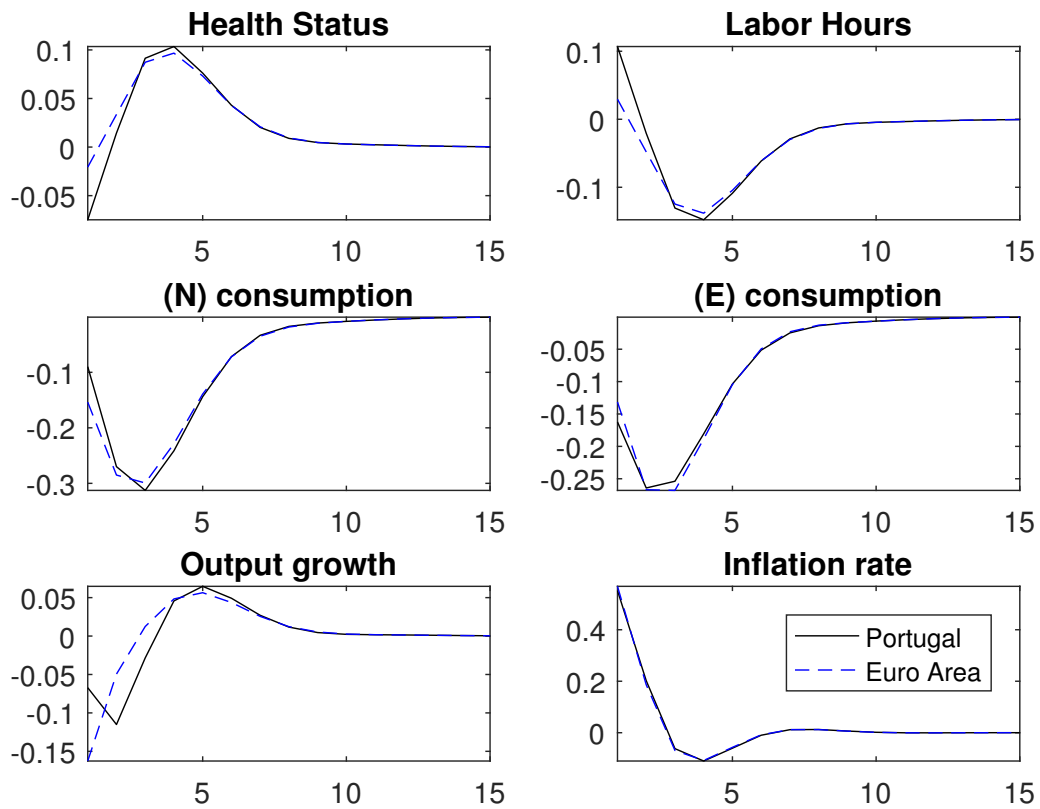 Health Status
0.1
0.05
0
-0.05
5 10 15
Labor Hours
0.1
0
-0.1
5 10 15
(N) consumption
-0.1
-0.2
-0.3
5 10 15
(E) consumption
-0.05
-0.1
-0.15
-0.2
-0.25
5 10 15
Output growth
0.05
0
-0.05
-0.1
-0.15
5 10 15
Inflation rate
0.4
0.2
0
5 10 15
Portugal
Euro Area